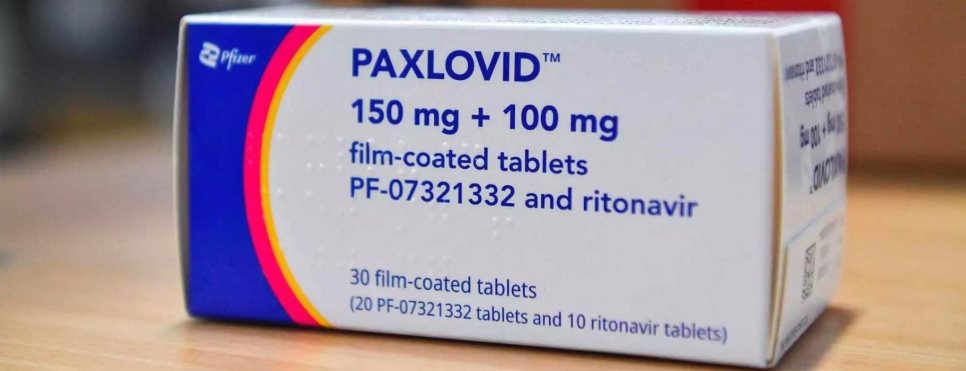 Pfizer
PAXLOVID™
150 mg + 100 mg
film-coated tablets
PF-07321332 and ritonavir
30 film-coated tablets
(20 PF-07321332 tablets and 10 ritonavir tablets)